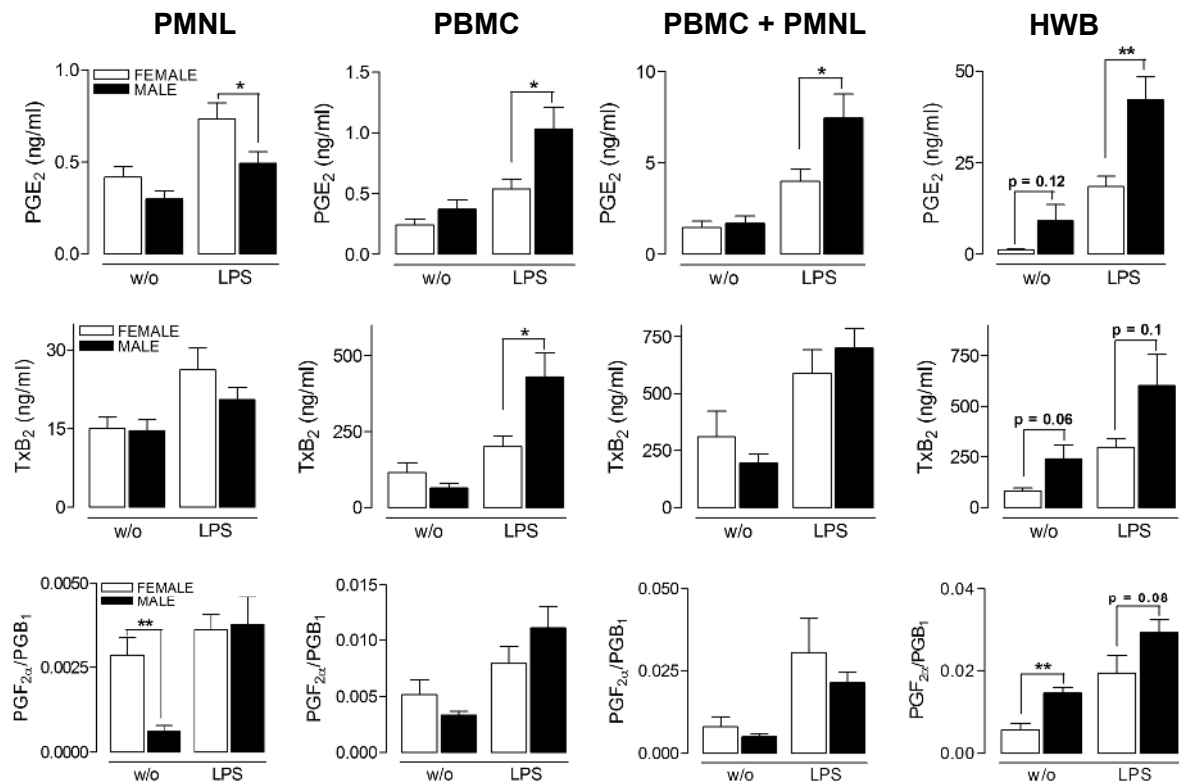 PMNL PBMC PBMC + PMNL HWB
FEMALE
MALE
PGE2 (ng/ml)
1.0
0.5
0.0
*
w/o LPS
PGE2 (ng/ml)
1.5
1.0
0.5
0.0
*
w/o LPS
PGE2 (ng/ml)
10
5
0
*
w/o LPS
PGE2 (ng/ml)
50
25
0
p = 0.12
**
w/o LPS
FEMALE
MALE
TxB2 (ng/ml)
30
15
0
w/o LPS
TxB2 (ng/ml)
500
250
0
*
w/o LPS
TxB2 (ng/ml)
750
500
250
0
w/o LPS
TxB2 (ng/ml)
750
500
250
0
p = 0.06
p = 0.1
w/o LPS
FEMALE
MALE
PGF2α/PGB1
0.0050
0.0025
0.0000
**
w/o LPS
PGF2α/PGB1
0.015
0.010
0.005
0.000
w/o LPS
PGF2α/PGB1
0.050
0.025
0.000
w/o LPS
PGF2α/PGB1
0.04
0.02
0.00
**
p = 0.08
w/o LPS